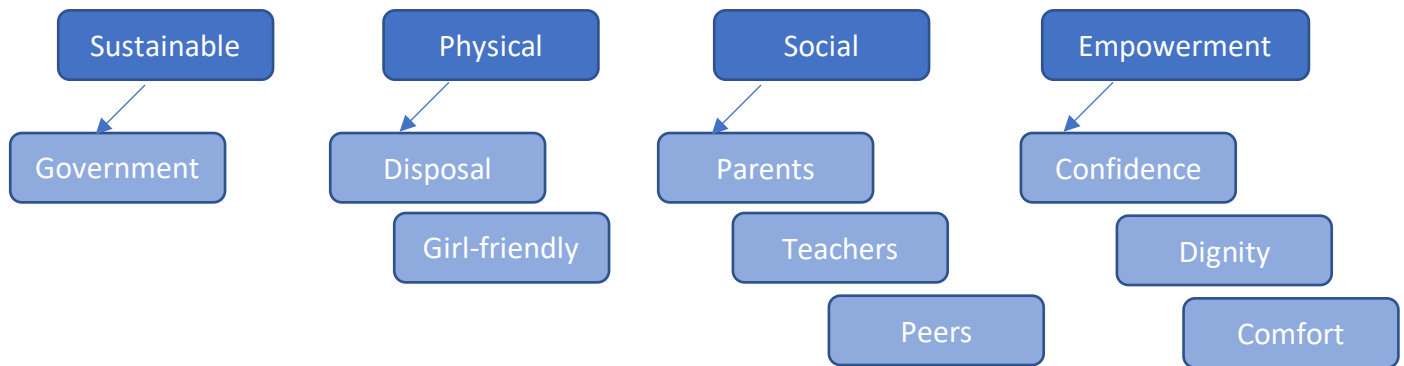 Sustainable
Physical
Social
Empowerment
Government
Disposal
Parents
Confidence
Girl-friendly
Teachers
Dignity
Peers
Comfort